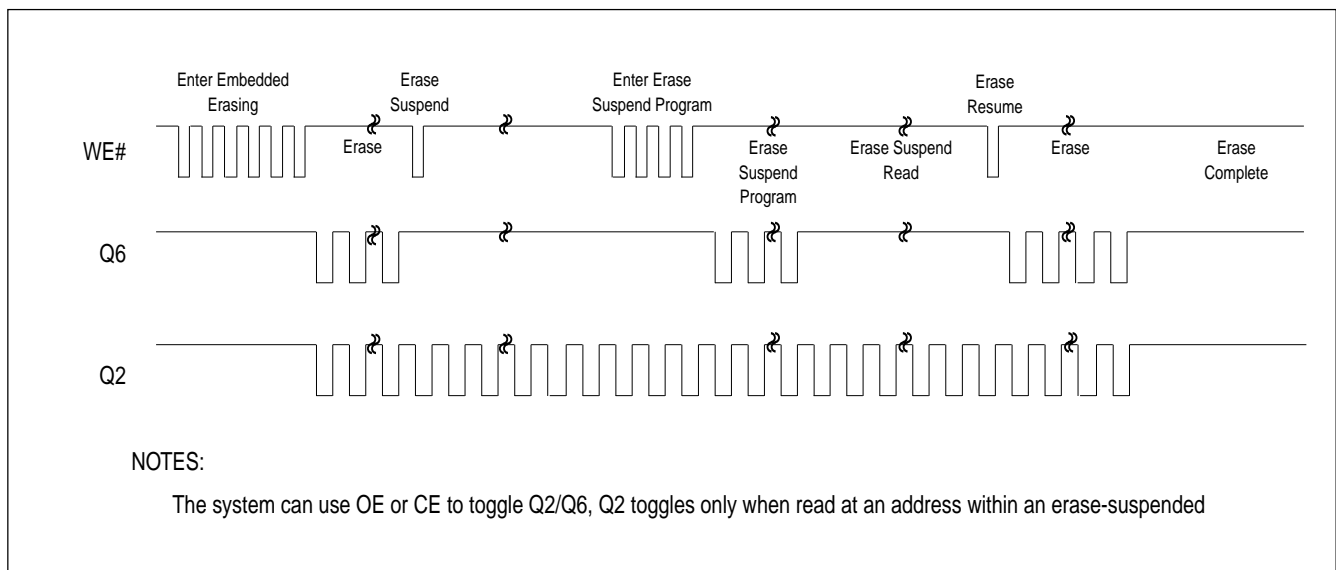 Enter Embedded
Erasing
Erase
Suspend
Enter Erase
Suspend Program
Erase
Resume
WE#
Erase
Erase
Suspend
Program
Erase Suspend
Read
Erase
Erase
Complete
Q6
Q2
NOTES:
The system can use OE or CE to toggle Q2/Q6, Q2 toggles only when read at an address within an erase-suspended